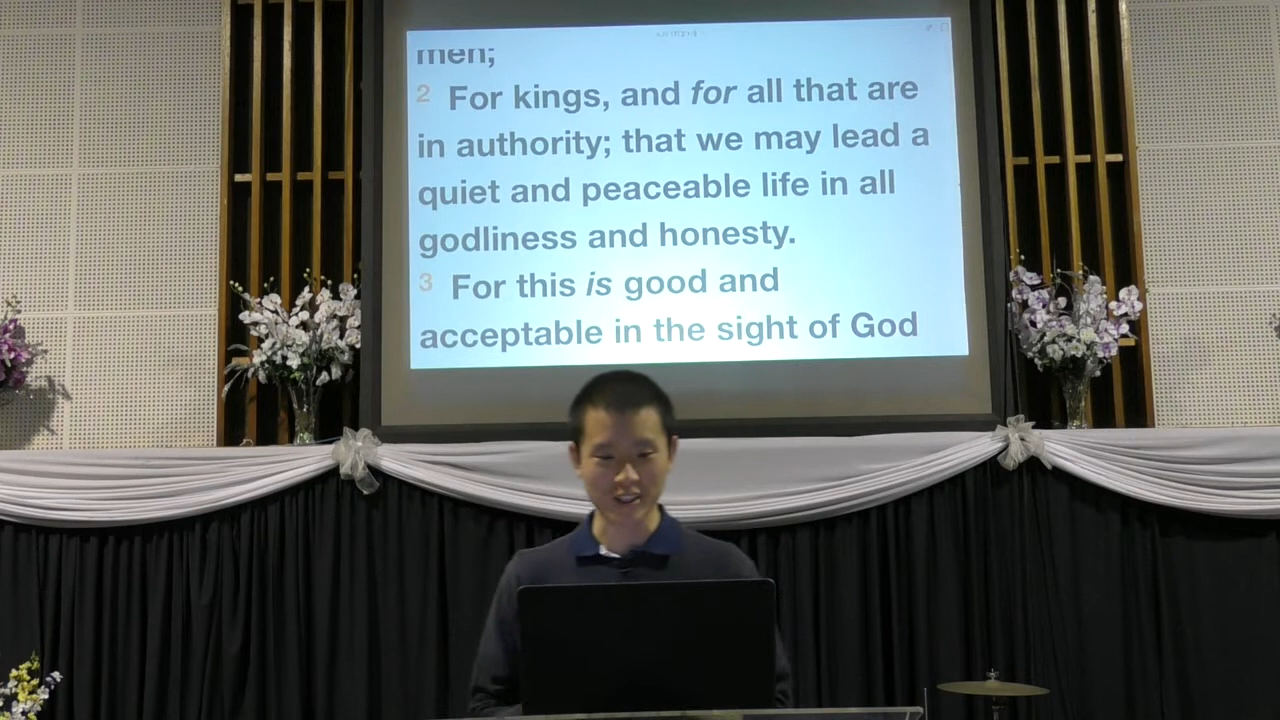 men;
2 For kings, and for all that are
in authority; that we may lead a
quiet and peaceable life in all
godliness and honesty.
3 For this is good and
acceptable in the sight of God